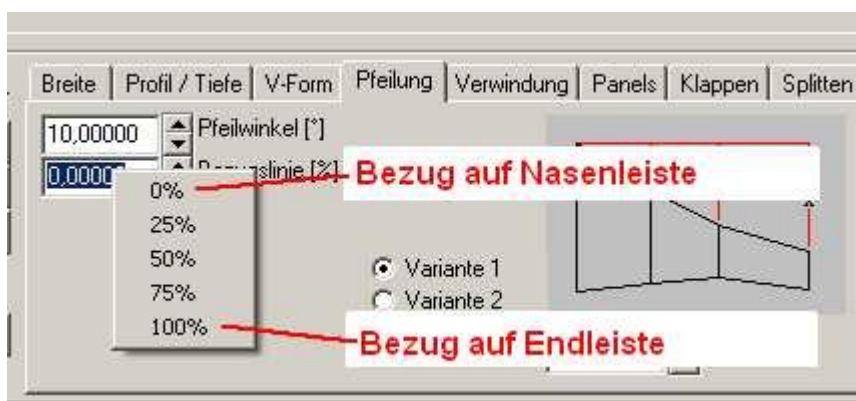 Breite Profil / Tiefe V-Form Pfeilung Verwindung Panels Klappen Splitten
10,00000 Pfeilwinkel [°]
0,0000 Bezugslinie [%]
Bezug auf Nasenleiste
0%
25%
50%
75%
100%
Variante 1
Variante 2
Bezug auf Endleiste